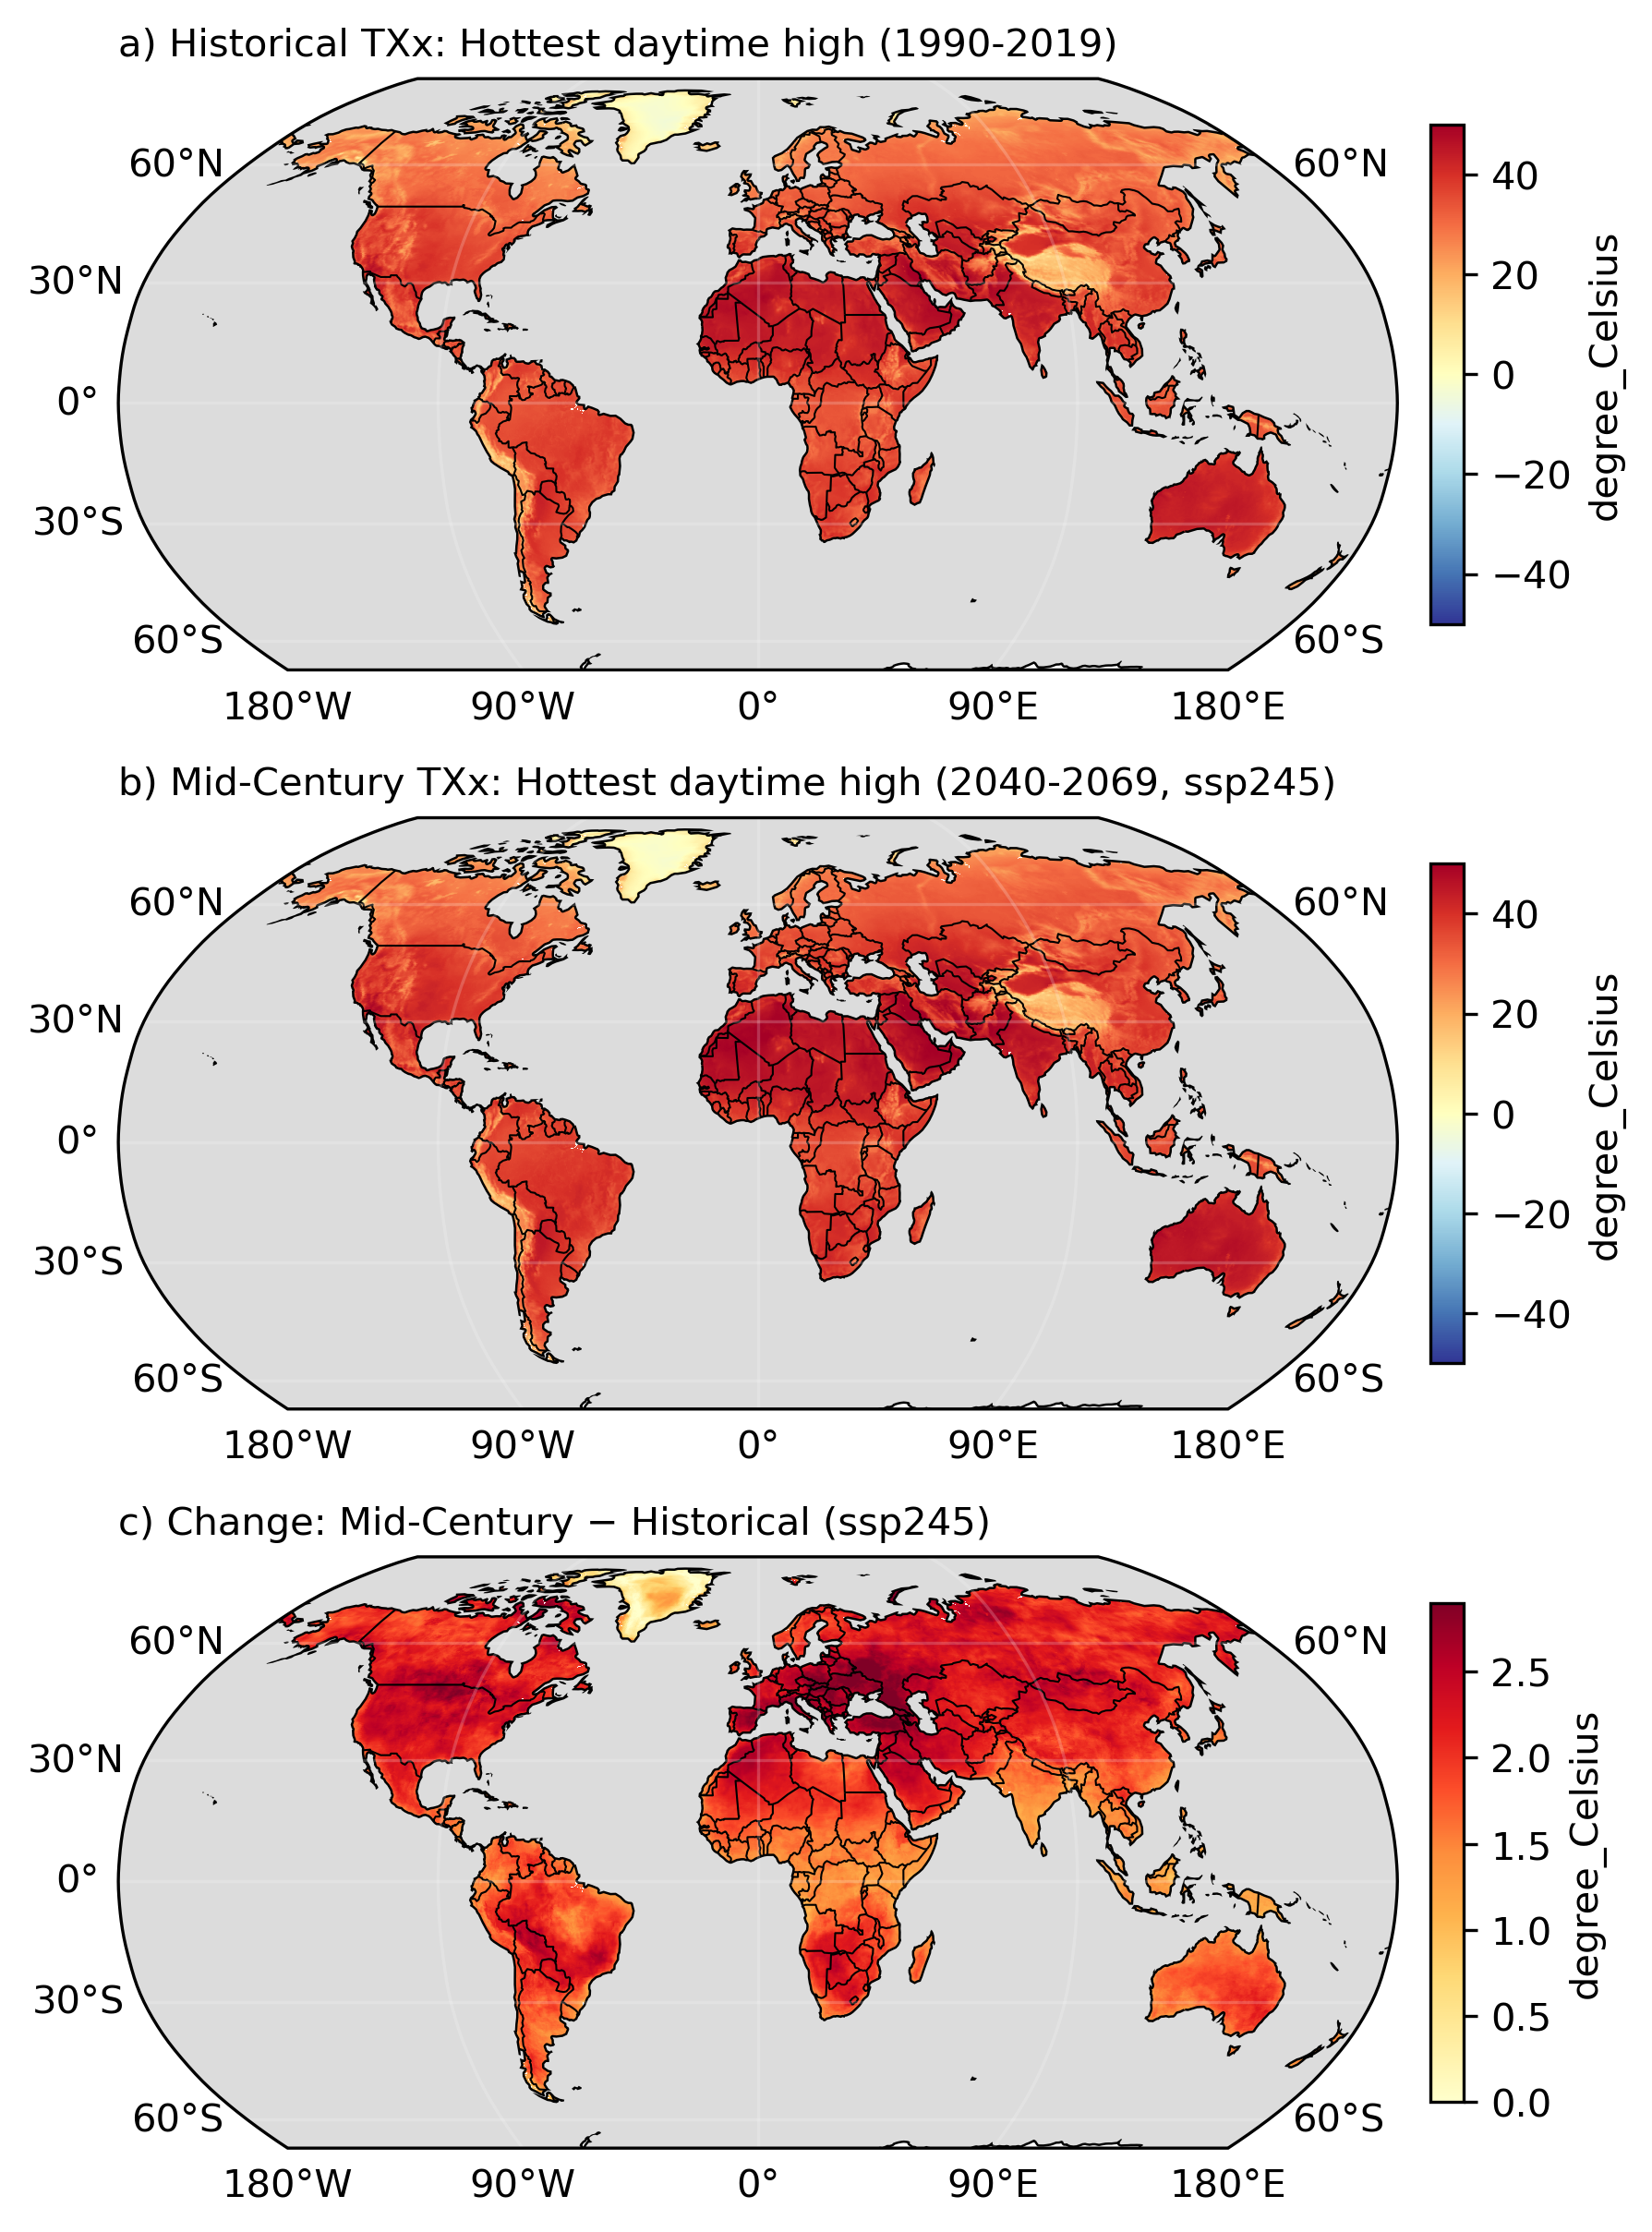 a) Historical TXx: Hottest daytime high (1990-2019)
60°N
60°N
30°N
0°
30°S
60°S
60°S
180°W 90°W 0° 90°E 180°E
40
20
0
−20
−40
degree_Celsius
b) Mid-Century TXx: Hottest daytime high (2040-2069, ssp245)
60°N
60°N
30°N
0°
30°S
60°S
60°S
180°W 90°W 0° 90°E 180°E
40
20
0
−20
−40
degree_Celsius
c) Change: Mid-Century − Historical (ssp245)
60°N
60°N
30°N
0°
30°S
60°S
60°S
180°W 90°W 0° 90°E 180°E
2.5
2.0
1.5
1.0
0.5
0.0
degree_Celsius